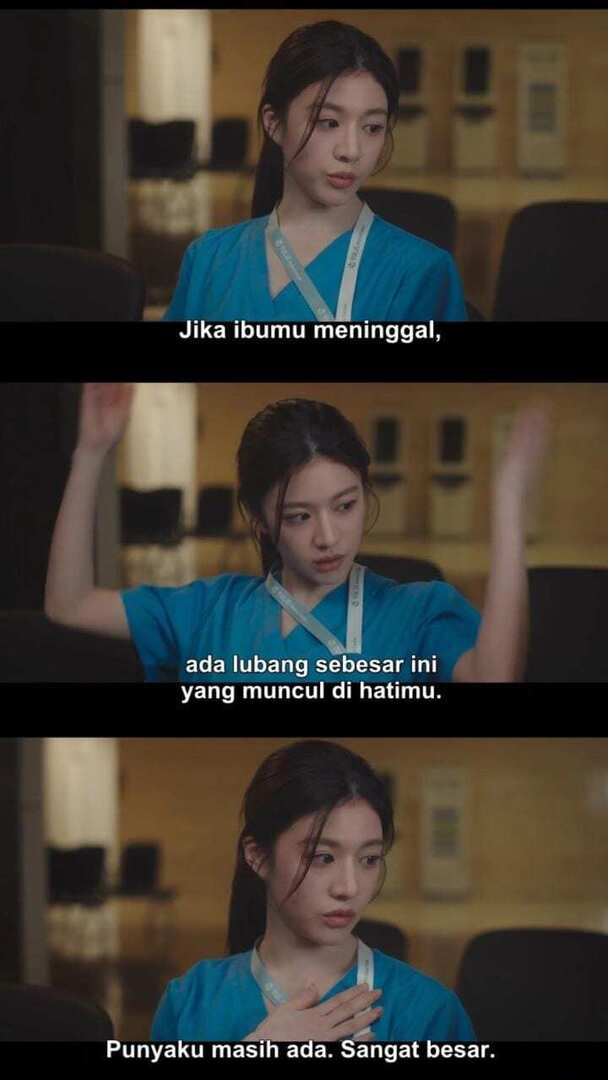 Jika ibumu meninggal,
ada lubang sebesar ini
yang muncul di hatimu.
Punyaku masih ada. Sangat besar.